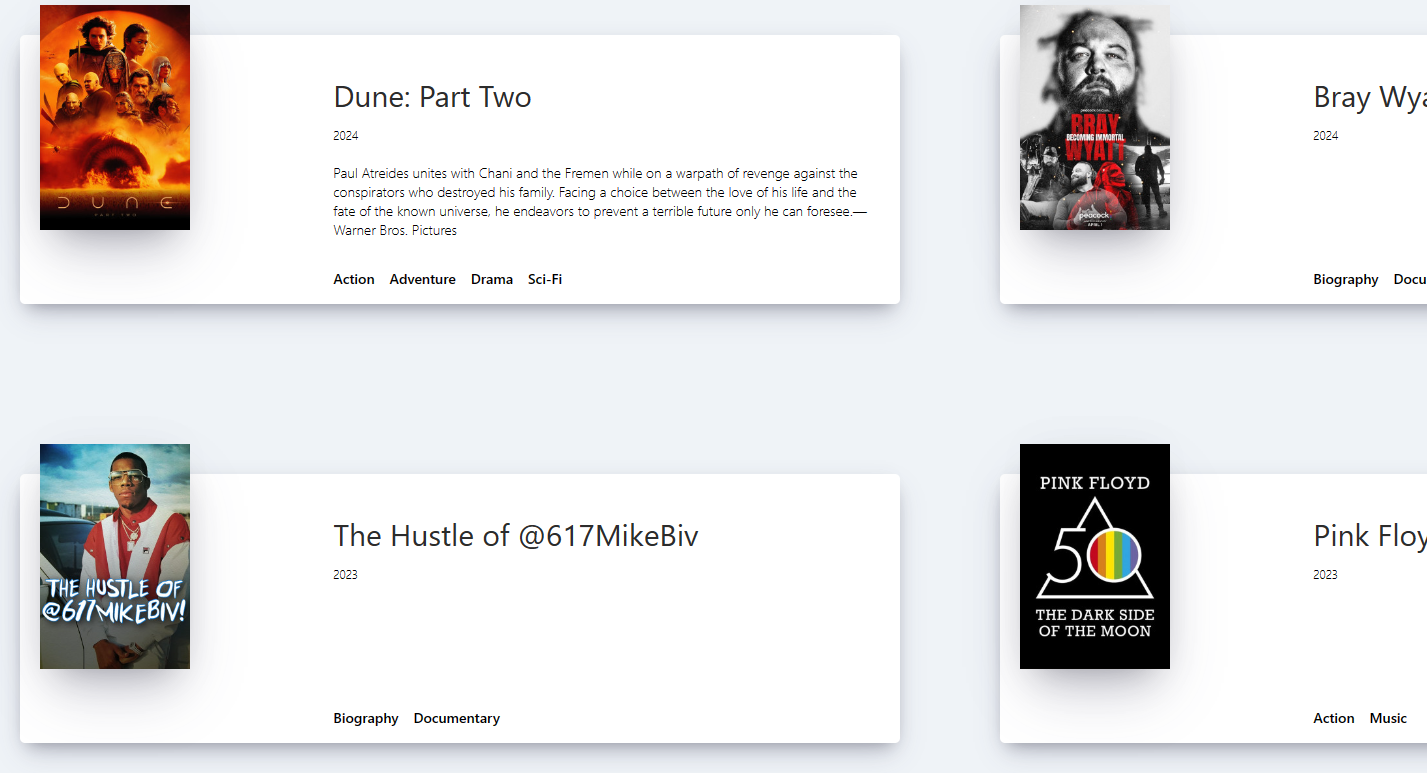 DUNE
PART TWO
Dune: Part Two
2024
Paul Atreides unites with Chani and the Fremen while on a warpath of revenge against the
conspirators who destroyed his family. Facing a choice between the love of his life and the
fate of the known universe, he endeavors to prevent a terrible future only he can foresee.—
Warner Bros. Pictures
Action Adventure Drama Sci-Fi
BRAY
BECOMING IMMORTAL
WYATT
peacock
APRIL 1
Bray Wya
2024
Biography Docu
THE HUSTLE OF
@617MIKEBIV!
The Hustle of @617MikeBiv
2023
Biography Documentary
PINK FLOYD
50
THE DARK SIDE
OF THE MOON
Pink Floy
2023
Action Music